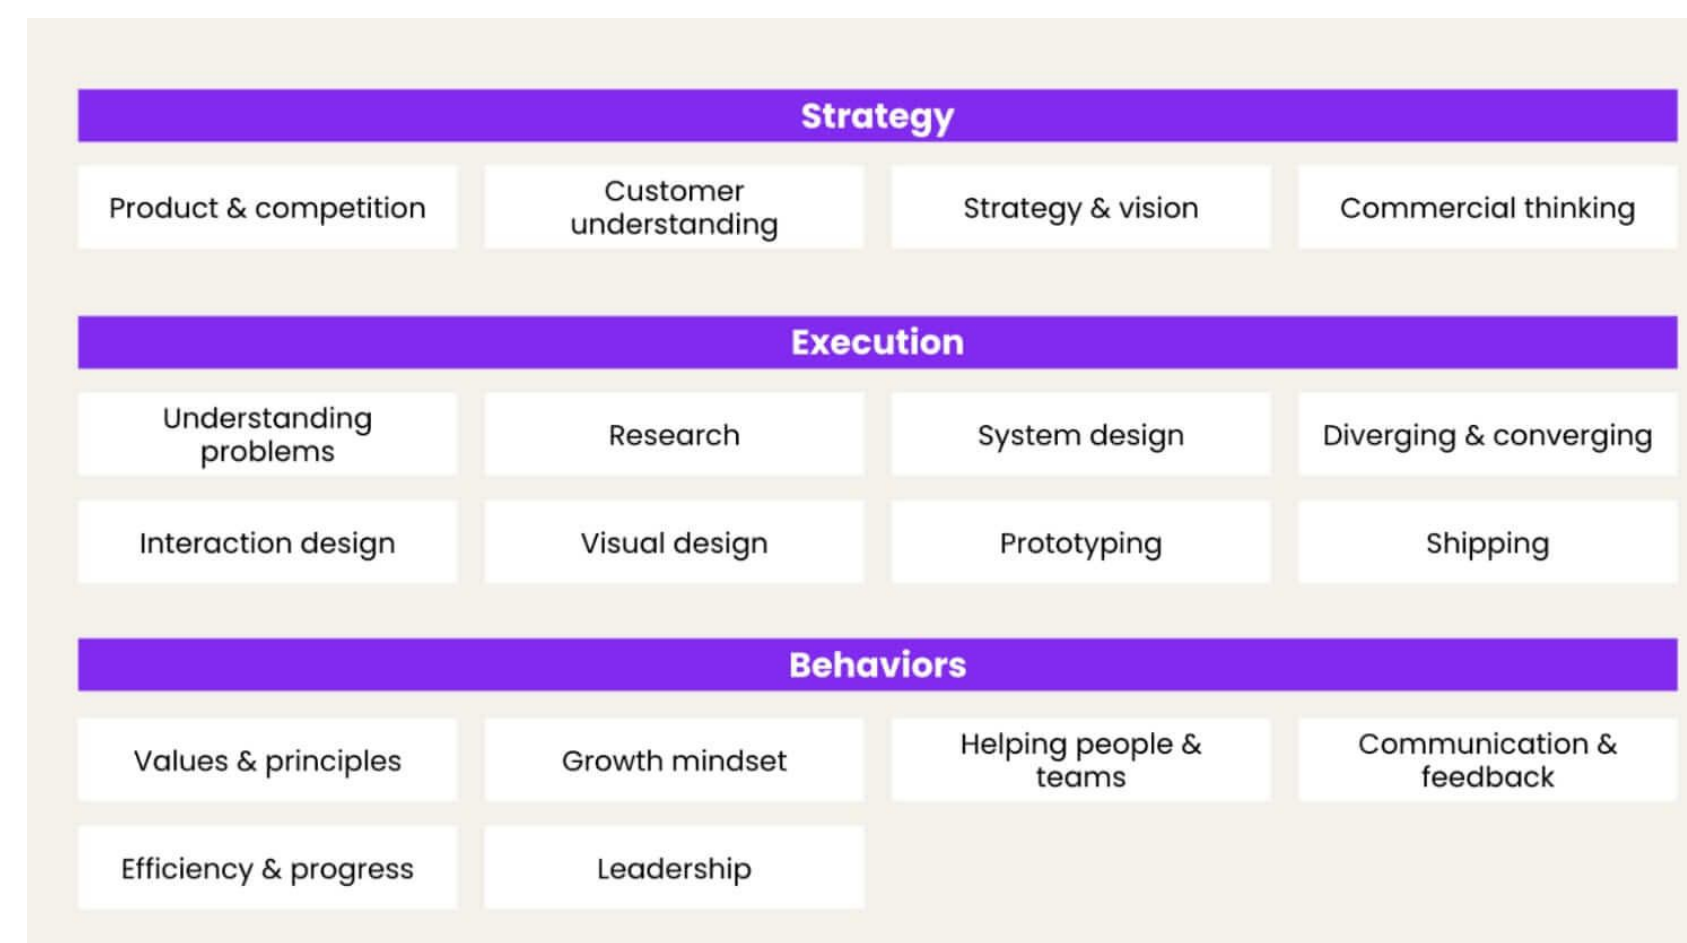 Strategy
Product & competition
Customer
understanding
Strategy & vision
Commercial thinking
Execution
Understanding
problems
Research
System design
Diverging & converging
Interaction design
Visual design
Prototyping
Shipping
Behaviors
Values & principles
Growth mindset
Helping people &
teams
Communication &
feedback
Efficiency & progress
Leadership